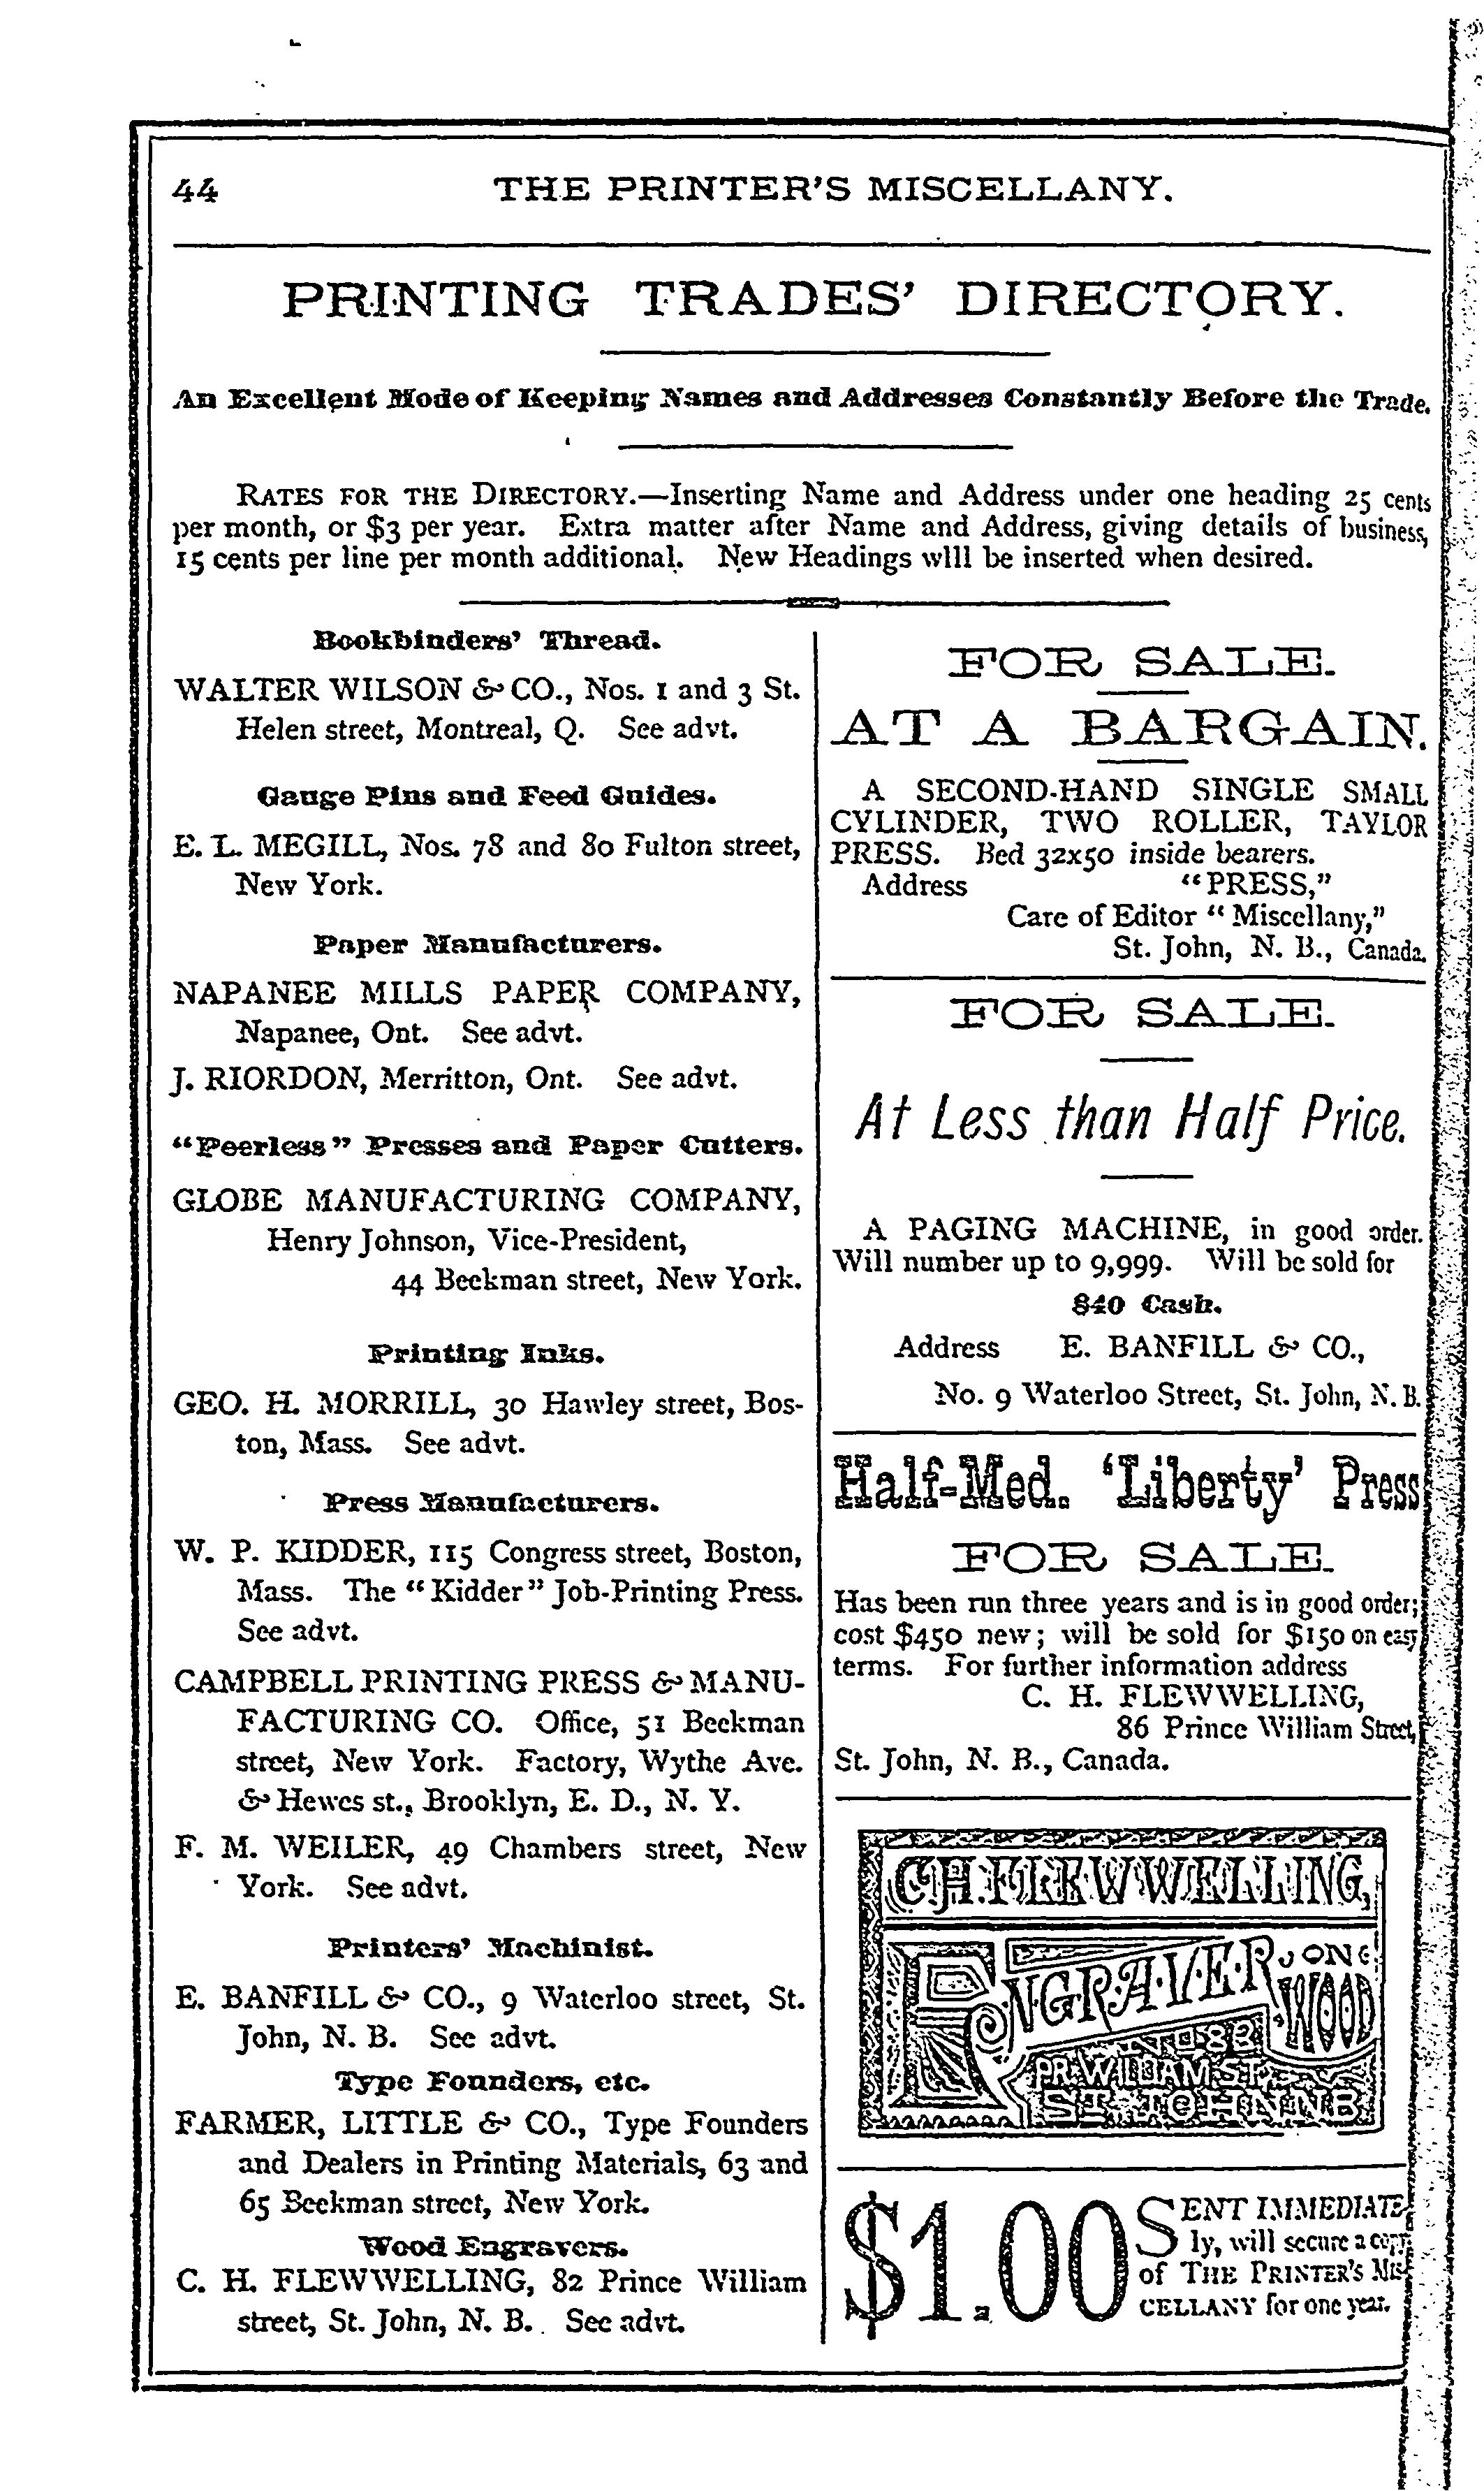 44
THE PRINTER'S MISCELLANY.
PRINTING TRADES' DIRECTORY.
An Excellent Mode of Keeping Names and Addresses Constantly Before the Trade.
RATES FOR THE DIRECTORY.—Inserting Name and Address under one heading 25 cents
per month, or $3 per year. Extra matter after Name and Address, giving details of business,
15 cents per line per month additional. New Headings wlll be inserted when desired.
Bookbinders' Thread.
WALTER WILSON & CO., Nos. 1 and 3 St.
Helen street, Montreal, Q. See advt.
Gauge Pins and Feed Guides.
E. L. MEGILL, Nos. 78 and 80 Fulton street,
New York.
Paper Manufacturers.
NAPANEE MILLS PAPER COMPANY,
Napanee, Ont. See advt.
J. RIORDON, Merritton, Ont. See advt.
"Peerless" Presses and Paper Cutters.
GLOBE MANUFACTURING COMPANY,
Henry Johnson, Vice-President,
44 Beekman street, New York.
Printing Inks.
GEO. H. MORRILL, 30 Hawley street, Bos-
ton, Mass. See advt.
Press Manufacturers.
W. P. KIDDER, 115 Congress street, Boston,
Mass. The "Kidder" Job-Printing Press.
See advt.
CAMPBELL PRINTING PRESS & MANU-
FACTURING CO. Office, 51 Beekman
street, New York. Factory, Wythe Ave.
& Hewes st., Brooklyn, E. D., N. Y.
F. M. WEILER, 49 Chambers street, New
York. See advt.
Printers' Machinist.
E. BANFILL & CO., 9 Waterloo street, St.
John, N. B. See advt.
Type Founders, etc.
FARMER, LITTLE & CO., Type Founders
and Dealers in Printing Materials, 63 and
65 Beekman street, New York.
Wood Engravers.
C. H. FLEWWELLING, 82 Prince William
street, St. John, N. B. See advt.
FOR SALE.
AT A BARGAIN.
A SECOND-HAND SINGLE SMALL
CYLINDER, TWO ROLLER, TAYLOR
PRESS. Bed 32x50 inside bearers.
Address "PRESS,"
Care of Editor "Miscellany,"
St. John, N. B., Canada.
FOR SALE.
At Less than Half Price.
A PAGING MACHINE, in good order.
Will number up to 9,999. Will be sold for
$40 Cash.
Address E. BANFILL & CO.,
No. 9 Waterloo Street, St. John, N. B.
Half-Med. 'Liberty' Press
FOR SALE.
Has been run three years and is in good order;
cost $450 new; will be sold for $150 on easy
terms. For further information address
C. H. FLEWWELLING,
86 Prince William Street,
St. John, N. B., Canada.
C.H. FLEWWELLING,
ENGRAVER ON WOOD
NO 82
PR. WILLIAM ST.
ST. JOHN N.B.
$1.00 SENT IMMEDIATE-
ly, will secure a copy
of THE PRINTER'S MIS-
CELLANY for one year.